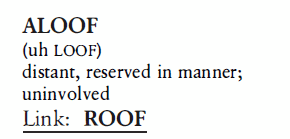 ALOOF
(uh LOOF)
distant, reserved in manner;
uninvolved
Link: ROOF